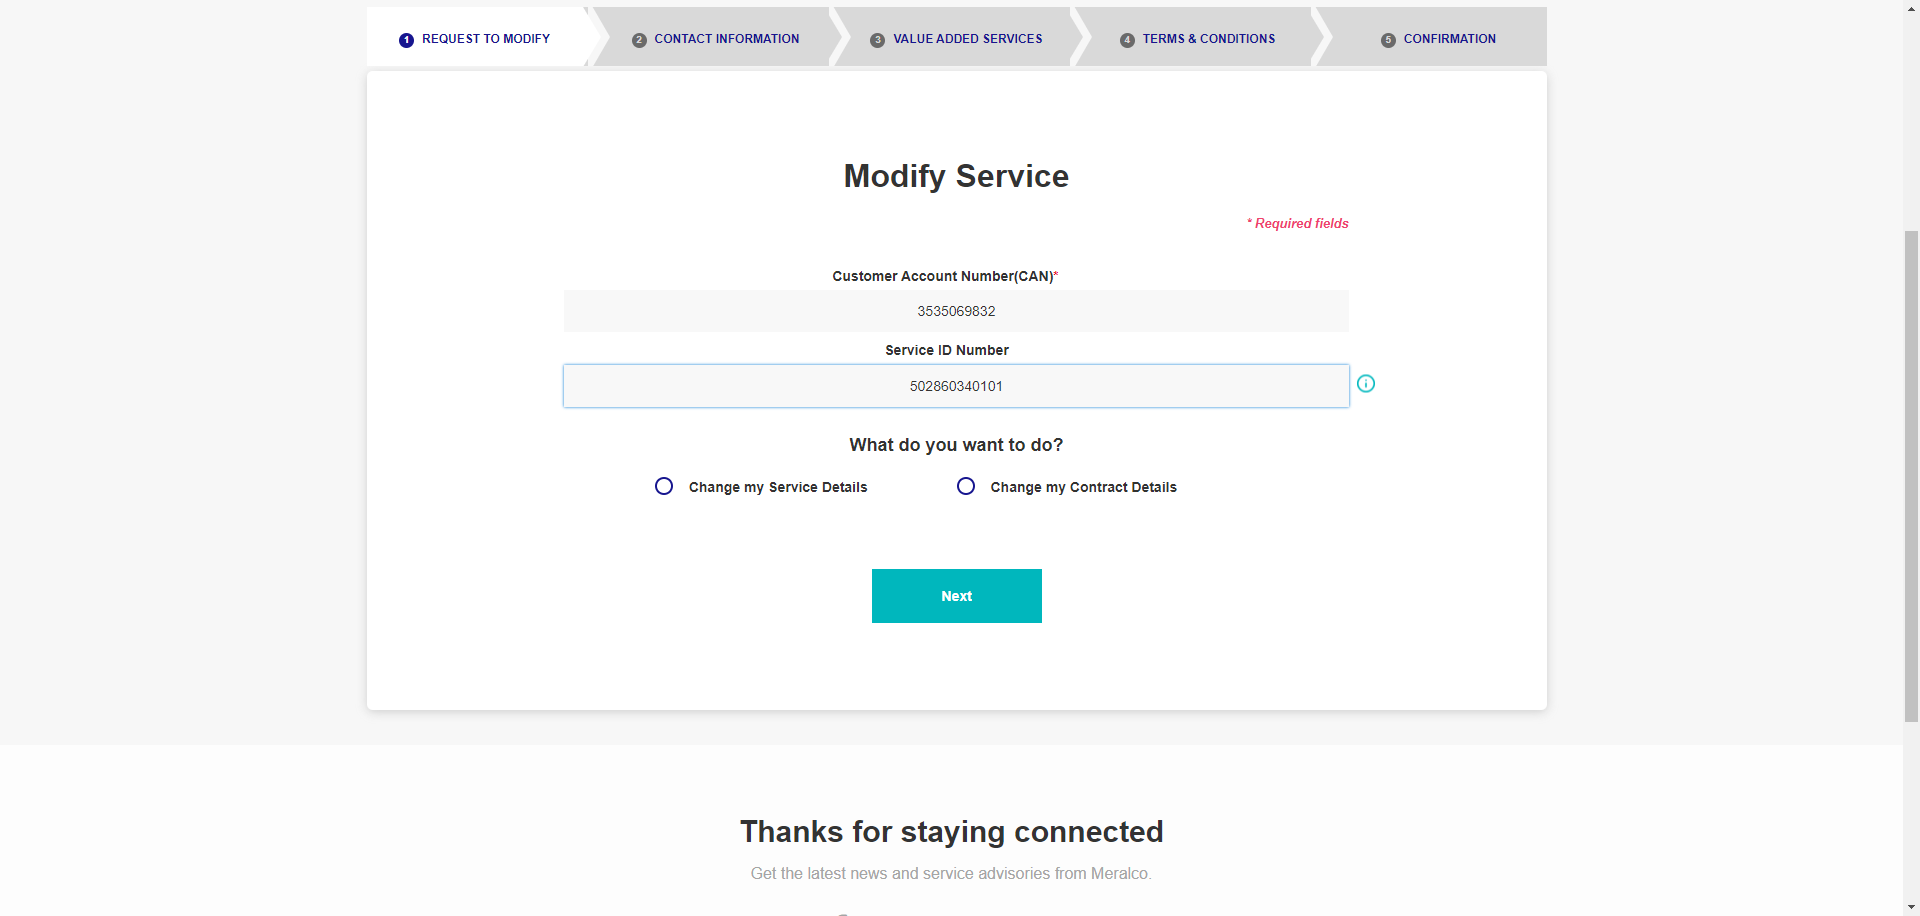 1 REQUEST TO MODIFY
2 CONTACT INFORMATION
3 VALUE ADDED SERVICES
4 TERMS & CONDITIONS
5 CONFIRMATION
Modify Service
* Required fields
Customer Account Number(CAN)*
3535069832
Service ID Number
502860340101
What do you want to do?
Change my Service Details
Change my Contract Details
Next
Thanks for staying connected
Get the latest news and service advisories from Meralco.